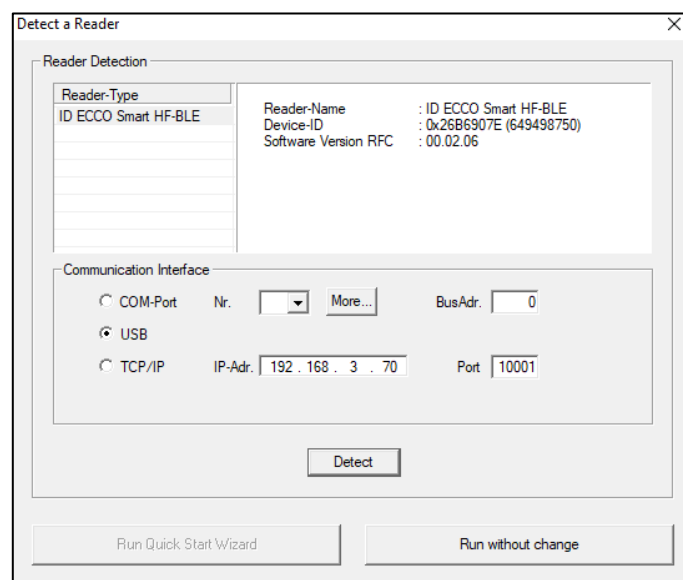 Detect a Reader
Reader Detection
Reader-Type
ID ECCO Smart HF-BLE
Reader-Name : ID ECCO Smart HF-BLE
Device-ID : 0x26B6907E (649498750)
Software Version RFC : 00.02.06
Communication Interface
COM-Port Nr. More... BusAdr. 0
USB
TCP/IP IP-Adr. 192 . 168 . 3 . 70 Port 10001
Detect
Run Quick Start Wizard Run without change